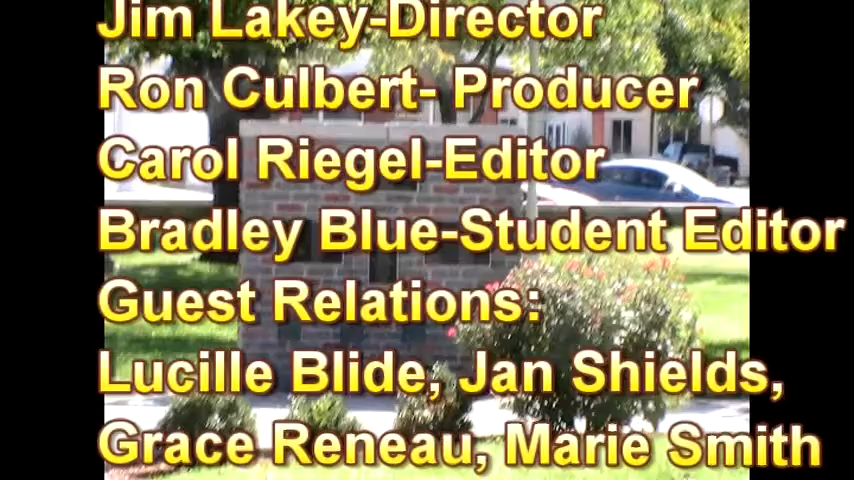 Jim Lakey-Director
Ron Culbert- Producer
Carol Riegel-Editor
Bradley Blue-Student Editor
Guest Relations:
Lucille Blide, Jan Shields,
Grace Reneau, Marie Smith